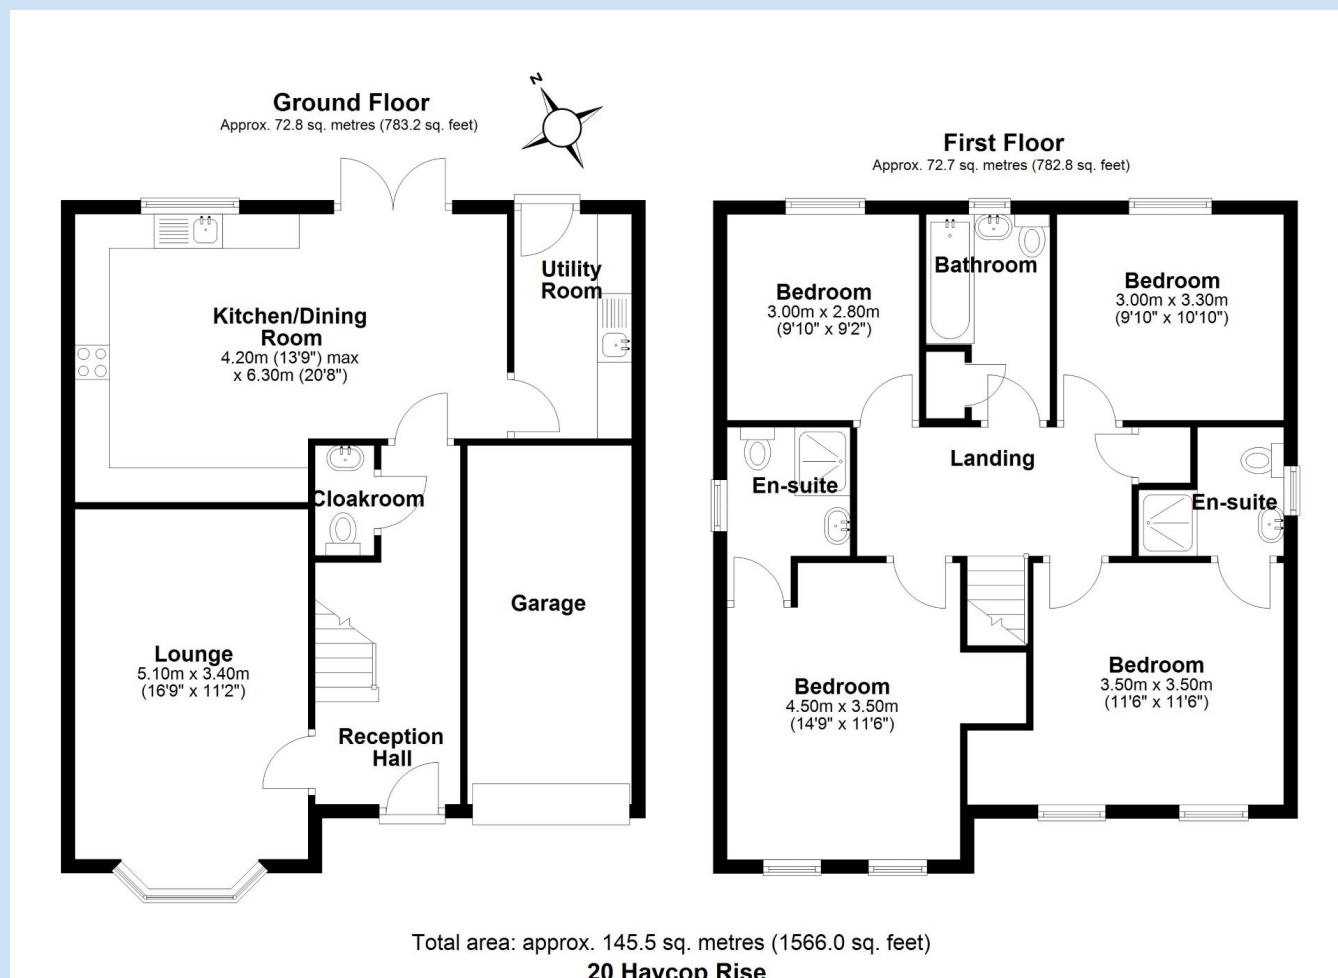 N
Ground Floor
Approx. 72.8 sq. metres (783.2 sq. feet)
Utility
Room
Kitchen/Dining
Room
4.20m (13'9") max
x 6.30m (20'8")
Cloakroom
Garage
Lounge
5.10m x 3.40m
(16'9" x 11'2")
Reception
Hall
First Floor
Approx. 72.7 sq. metres (782.8 sq. feet)
Bedroom
3.00m x 2.80m
(9'10" x 9'2")
Bathroom
Bedroom
3.00m x 3.30m
(9'10" x 10'10")
Landing
En-suite
En-suite
Bedroom
4.50m x 3.50m
(14'9" x 11'6")
Bedroom
3.50m x 3.50m
(11'6" x 11'6")
Total area: approx. 145.5 sq. metres (1566.0 sq. feet)
20 Haycop Rise